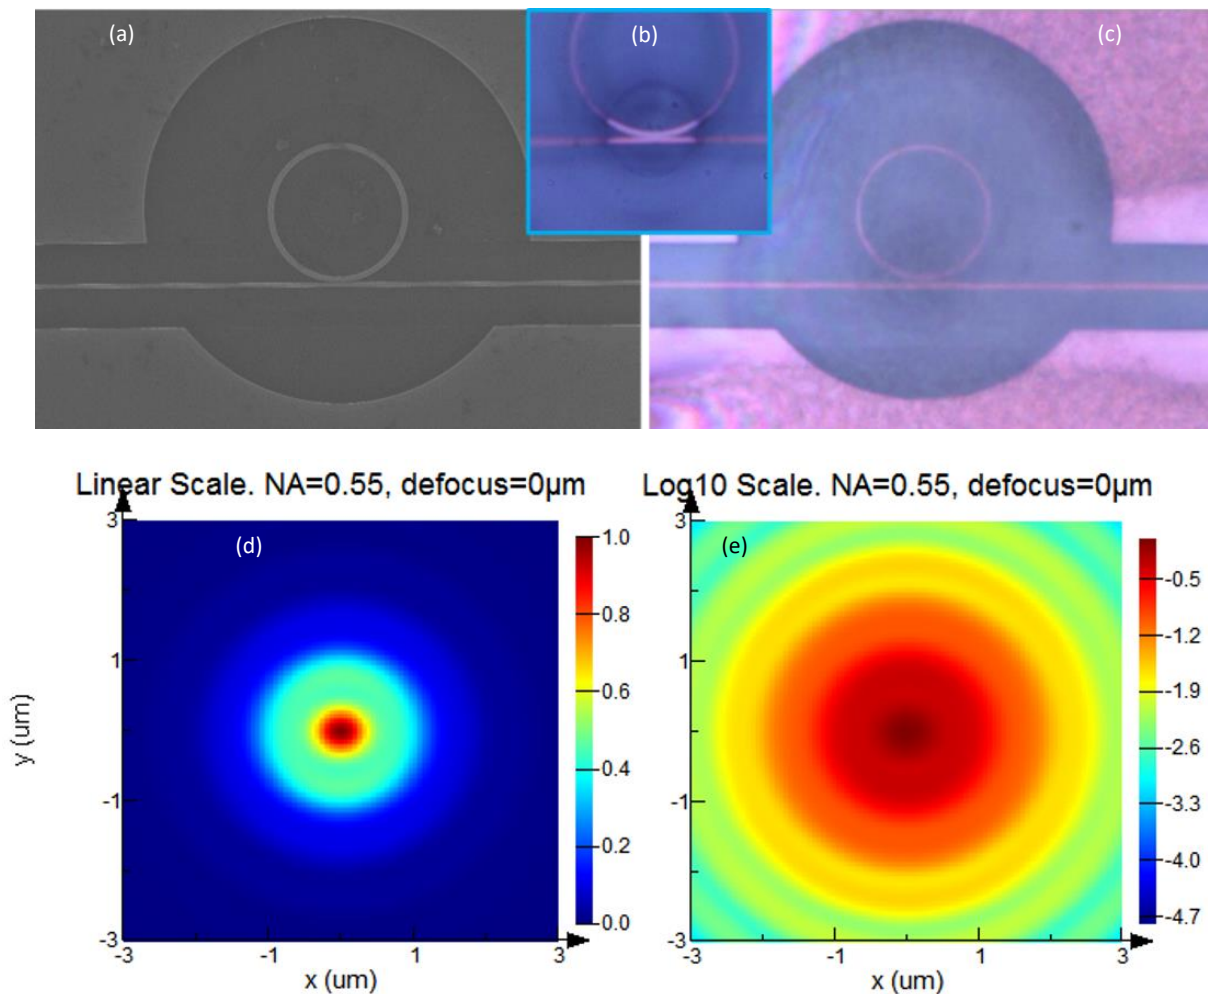 (a)
(b)
(c)
Linear Scale. NA=0.55, defocus=0µm
Log10 Scale. NA=0.55, defocus=0µm
3
(d)
1.0
0.8
0.6
0.4
0.2
0.0
1
-1
-3
-3
-1
1
3
x (um)
y (um)
3
(e)
-0.5
-1.2
-1.9
-2.6
-3.3
-4.0
-4.7
1
-1
-3
-3
-1
1
3
x (um)